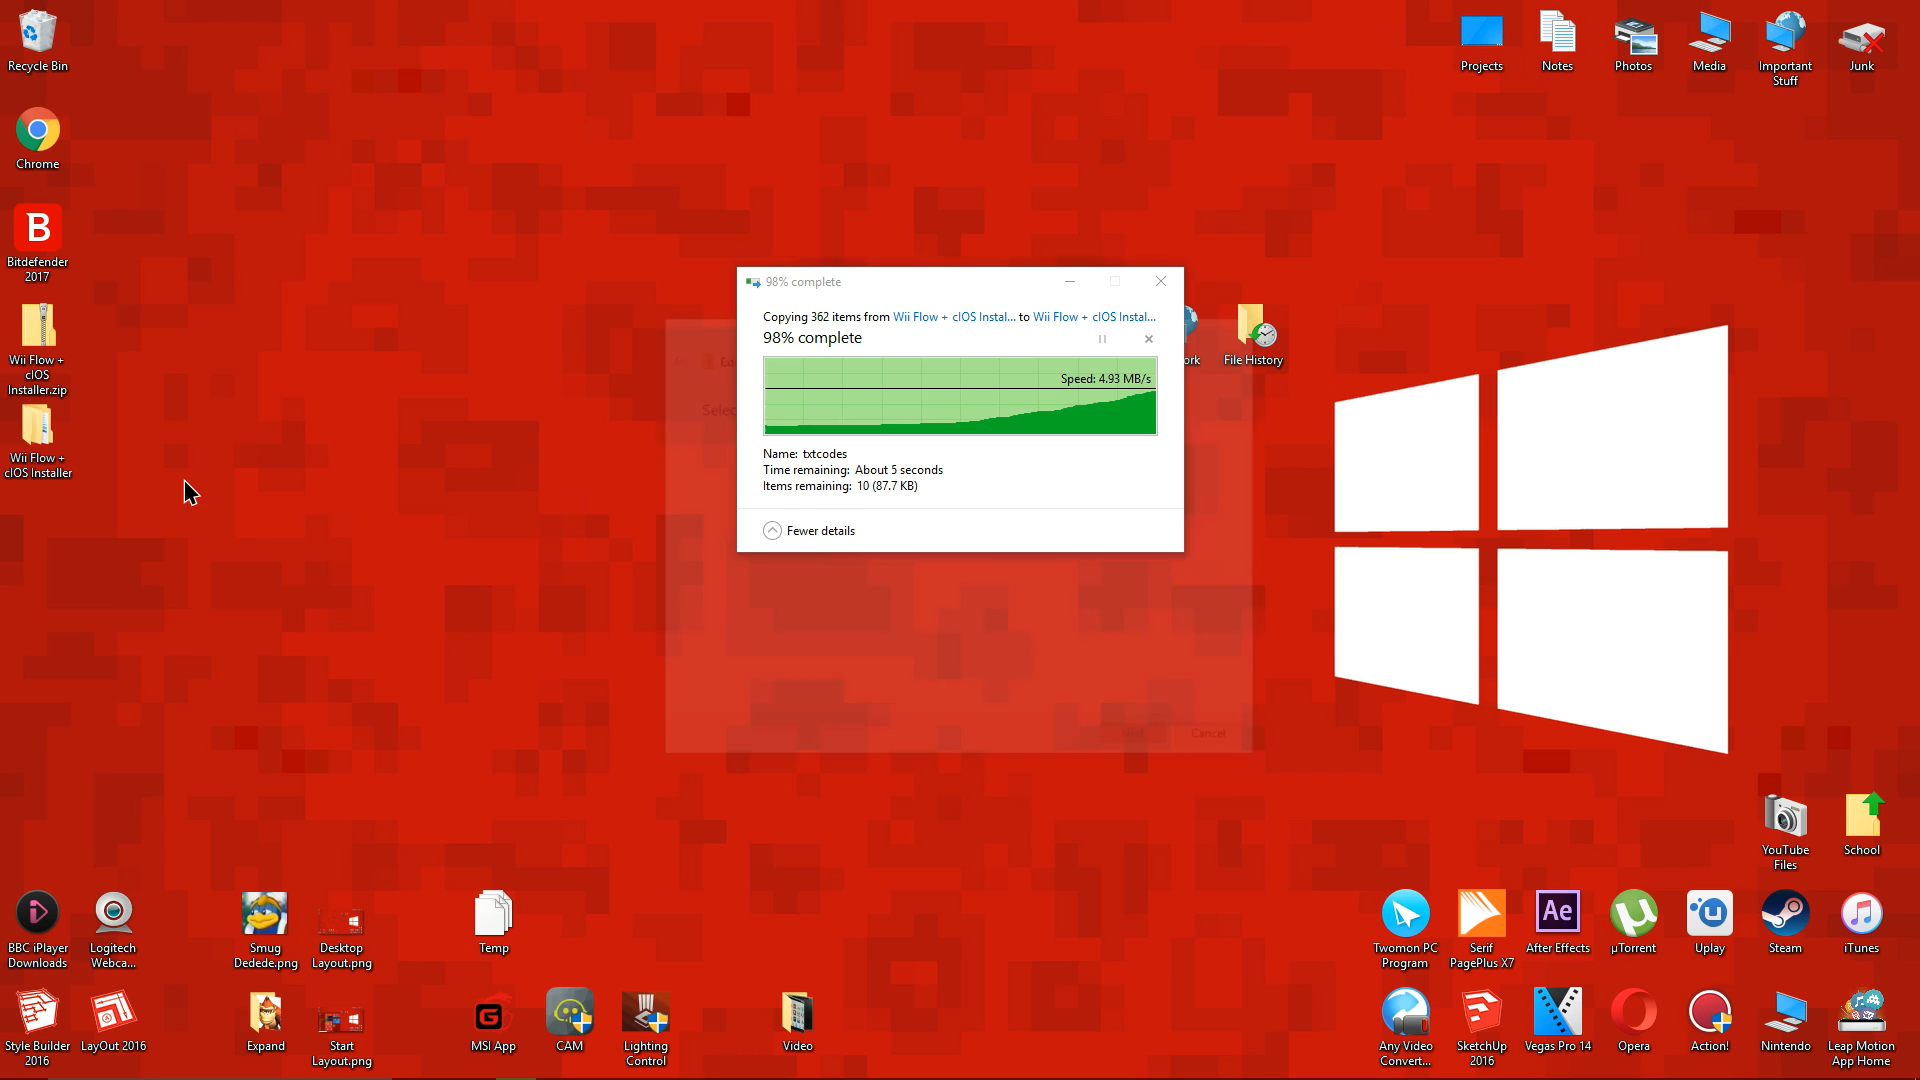 Recycle Bin
Projects
Notes
Photos
Media
Important
Stuff
Junk
Chrome
B
Bitdefender
2017
Wii Flow +
cIOS
Installer.zip
Wii Flow +
cIOS Installer
98% complete
Copying 362 items from Wii Flow + cIOS Instal... to Wii Flow + cIOS Instal...
98% complete
Speed: 4.93 MB/s
Name: txtcodes
Time remaining: About 5 seconds
Items remaining: 10 (87.7 KB)
Fewer details
Selec
Cancel
ork
File History
YouTube
Files
School
BBC iPlayer
Downloads
Logitech
Webca...
Smug
Dedede.png
Desktop
Layout.png
Temp
Twomon PC
Program
Serif
PagePlus X7
Ae
After Effects
µTorrent
Uplay
Steam
iTunes
Style Builder
2016
LayOut 2016
Expand
Start
Layout.png
MSI App
CAM
Lighting
Control
Video
Any Video
Convert...
SketchUp
2016
Vegas Pro 14
Opera
Action!
Nintendo
Leap Motion
App Home